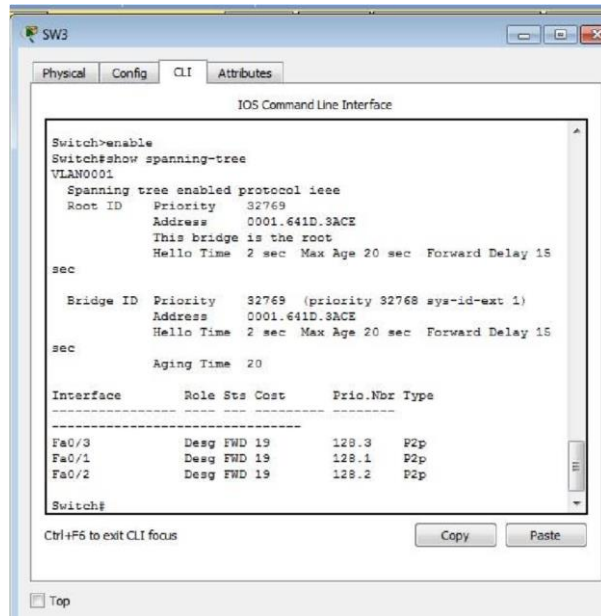 SW3
Physical Config CLI Attributes
IOS Command Line Interface
Switch>enable
Switch#show spanning-tree
VLAN0001
Spanning tree enabled protocol ieee
Root ID Priority 32769
Address 0001.641D.3ACE
This bridge is the root
Hello Time 2 sec Max Age 20 sec Forward Delay 15
sec
Bridge ID Priority 32769 (priority 32768 sys-id-ext 1)
Address 0001.641D.3ACE
Hello Time 2 sec Max Age 20 sec Forward Delay 15
sec
Aging Time 20
Interface Role Sts Cost Prio.Nbr Type
---------------- ---- --- --------- --------
--------------------------------
Fa0/3 Desg FWD 19 128.3 P2p
Fa0/1 Desg FWD 19 128.1 P2p
Fa0/2 Desg FWD 19 128.2 P2p
Switch#
Ctrl+F6 to exit CLI focus
Copy Paste
Top